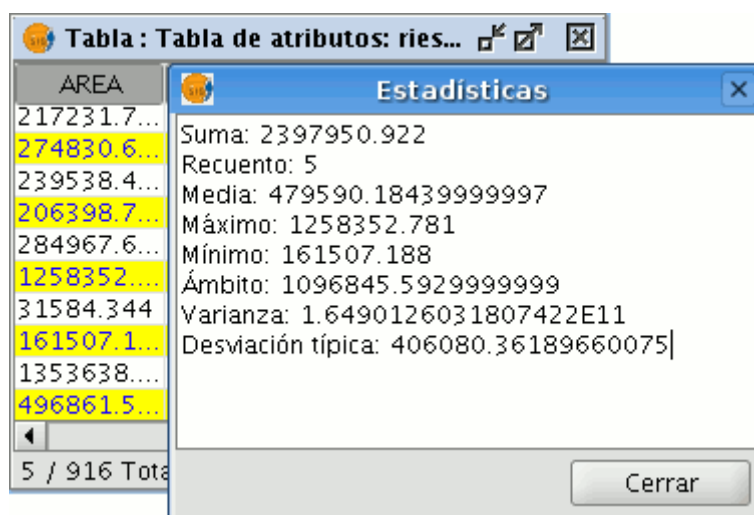 Tabla : Tabla de atributos: ries...
AREA
217231.7...
274830.6...
239538.4...
206398.7...
284967.6...
1258352....
31584.344
161507.1...
1353638....
496861.5...
5 / 916 Tota
Estadísticas
Suma: 2397950.922
Recuento: 5
Media: 479590.18439999997
Máximo: 1258352.781
Mínimo: 161507.188
Ámbito: 1096845.5929999999
Varianza: 1.6490126031807422E11
Desviación típica: 406080.36189660075
Cerrar